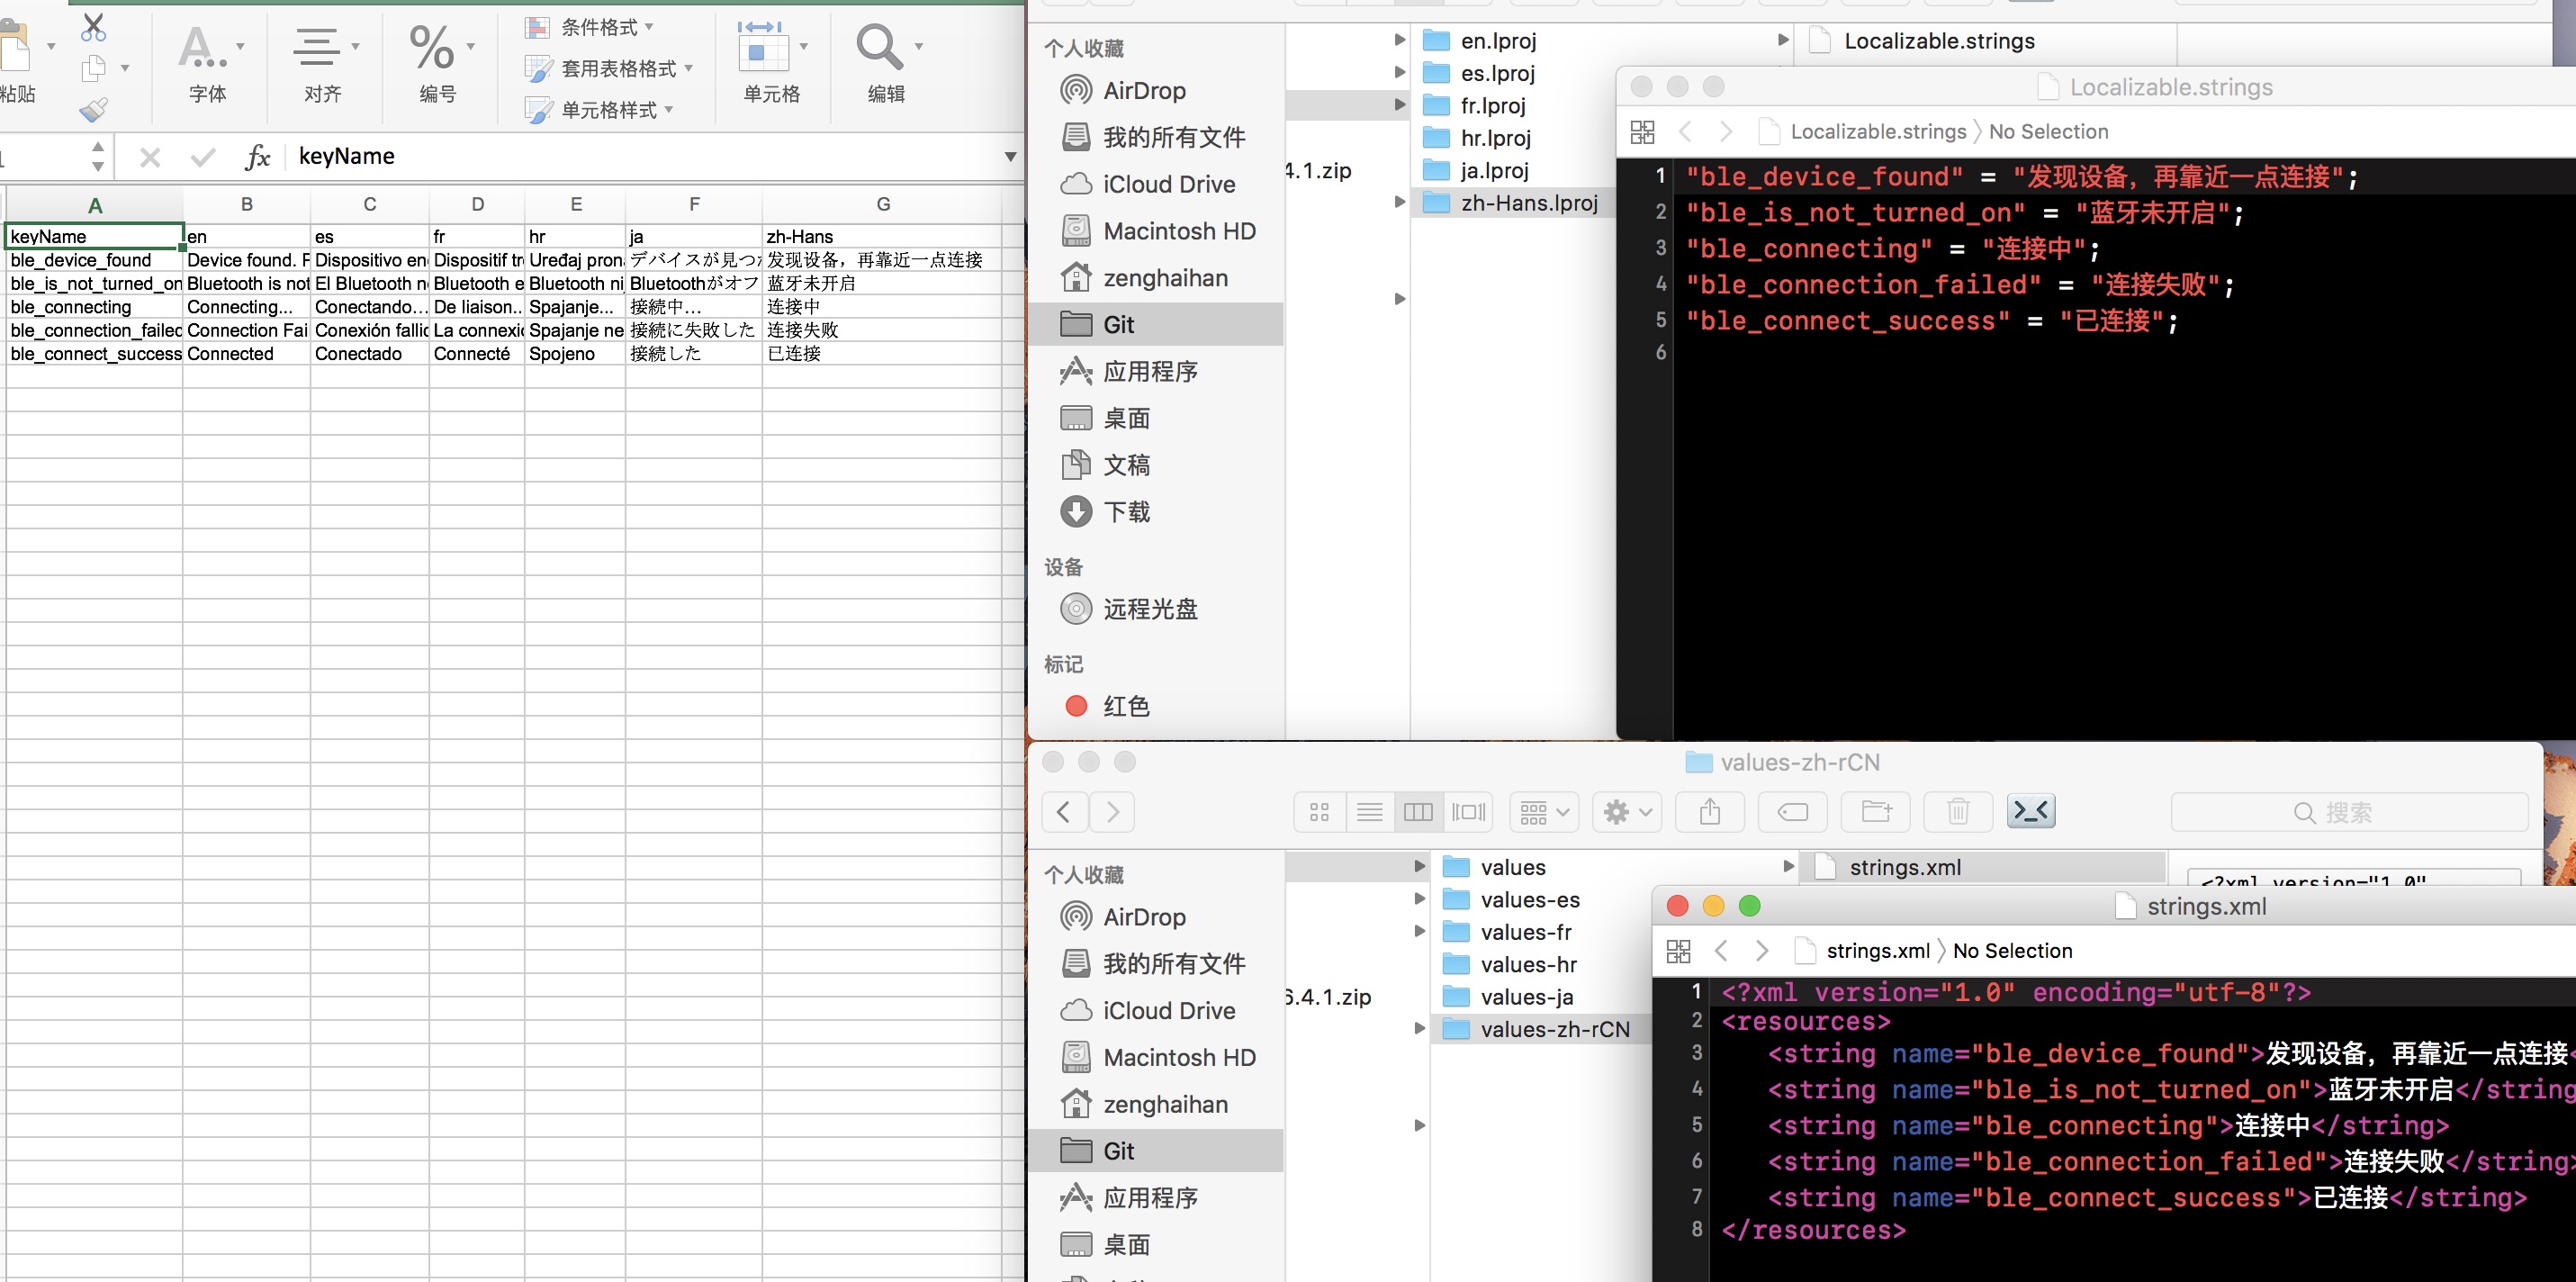 粘贴
字体
对齐
%
编号
条件格式
套用表格格式
单元格样式
单元格
编辑
fx keyName
A B C D E F G
keyName en es fr hr ja zh-Hans
ble_device_found Device found. Dispositivo Dispositif Uređaj デバイスが見つ 发现设备，再靠近一点连接
ble_is_not_turned_on Bluetooth is not El Bluetooth Bluetooth Bluetooth Bluetoothがオフ 蓝牙未开启
ble_connecting Connecting... Conectando... De liaison... Spajanje... 接続中... 连接中
ble_connection_failed Connection Conexión La Spajanje ne 接続に失敗した 连接失败
ble_connect_success Connected Conectado Connecté Spojeno 接続した 已连接
个人收藏
AirDrop
我的所有文件
iCloud Drive
Macintosh HD
zenghaihan
Git
应用程序
桌面
文稿
下载
设备
远程光盘
标记
红色
4.1.zip
en.lproj
es.lproj
fr.lproj
hr.lproj
ja.lproj
zh-Hans.lproj
Localizable.strings
Localizable.strings
Localizable.strings 〉No Selection
1 "ble_device_found" = "发现设备，再靠近一点连接";
2 "ble_is_not_turned_on" = "蓝牙未开启";
3 "ble_connecting" = "连接中";
4 "ble_connection_failed" = "连接失败";
5 "ble_connect_success" = "已连接";
6
values-zh-rCN
搜索
个人收藏
AirDrop
我的所有文件
iCloud Drive
Macintosh HD
zenghaihan
Git
应用程序
桌面
6.4.1.zip
values
values-es
values-fr
values-hr
values-ja
values-zh-rCN
strings.xml
<?xml version="1.0"
strings.xml
strings.xml 〉No Selection
1 <?xml version="1.0" encoding="utf-8"?>
2 <resources>
3 <string name="ble_device_found">发现设备，再靠近一点连接<
4 <string name="ble_is_not_turned_on">蓝牙未开启</string
5 <string name="ble_connecting">连接中</string>
6 <string name="ble_connection_failed">连接失败</string>
7 <string name="ble_connect_success">已连接</string>
8 </resources>